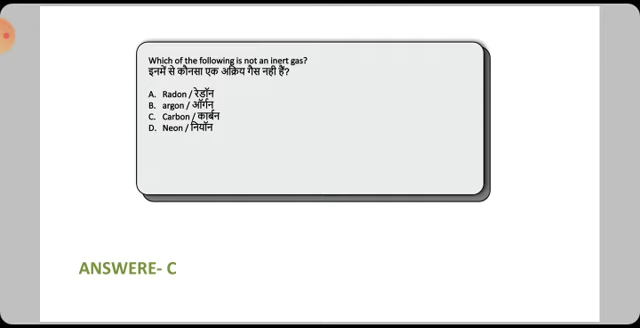 Which of the following is not an inert gas?
इनमें से कौनसा एक अक्रिय गैस नही हैं?
A. Radon / रेडॉन
B. argon / ऑर्गन
C. Carbon / कार्बन
D. Neon / नियॉन
ANSWERE- C